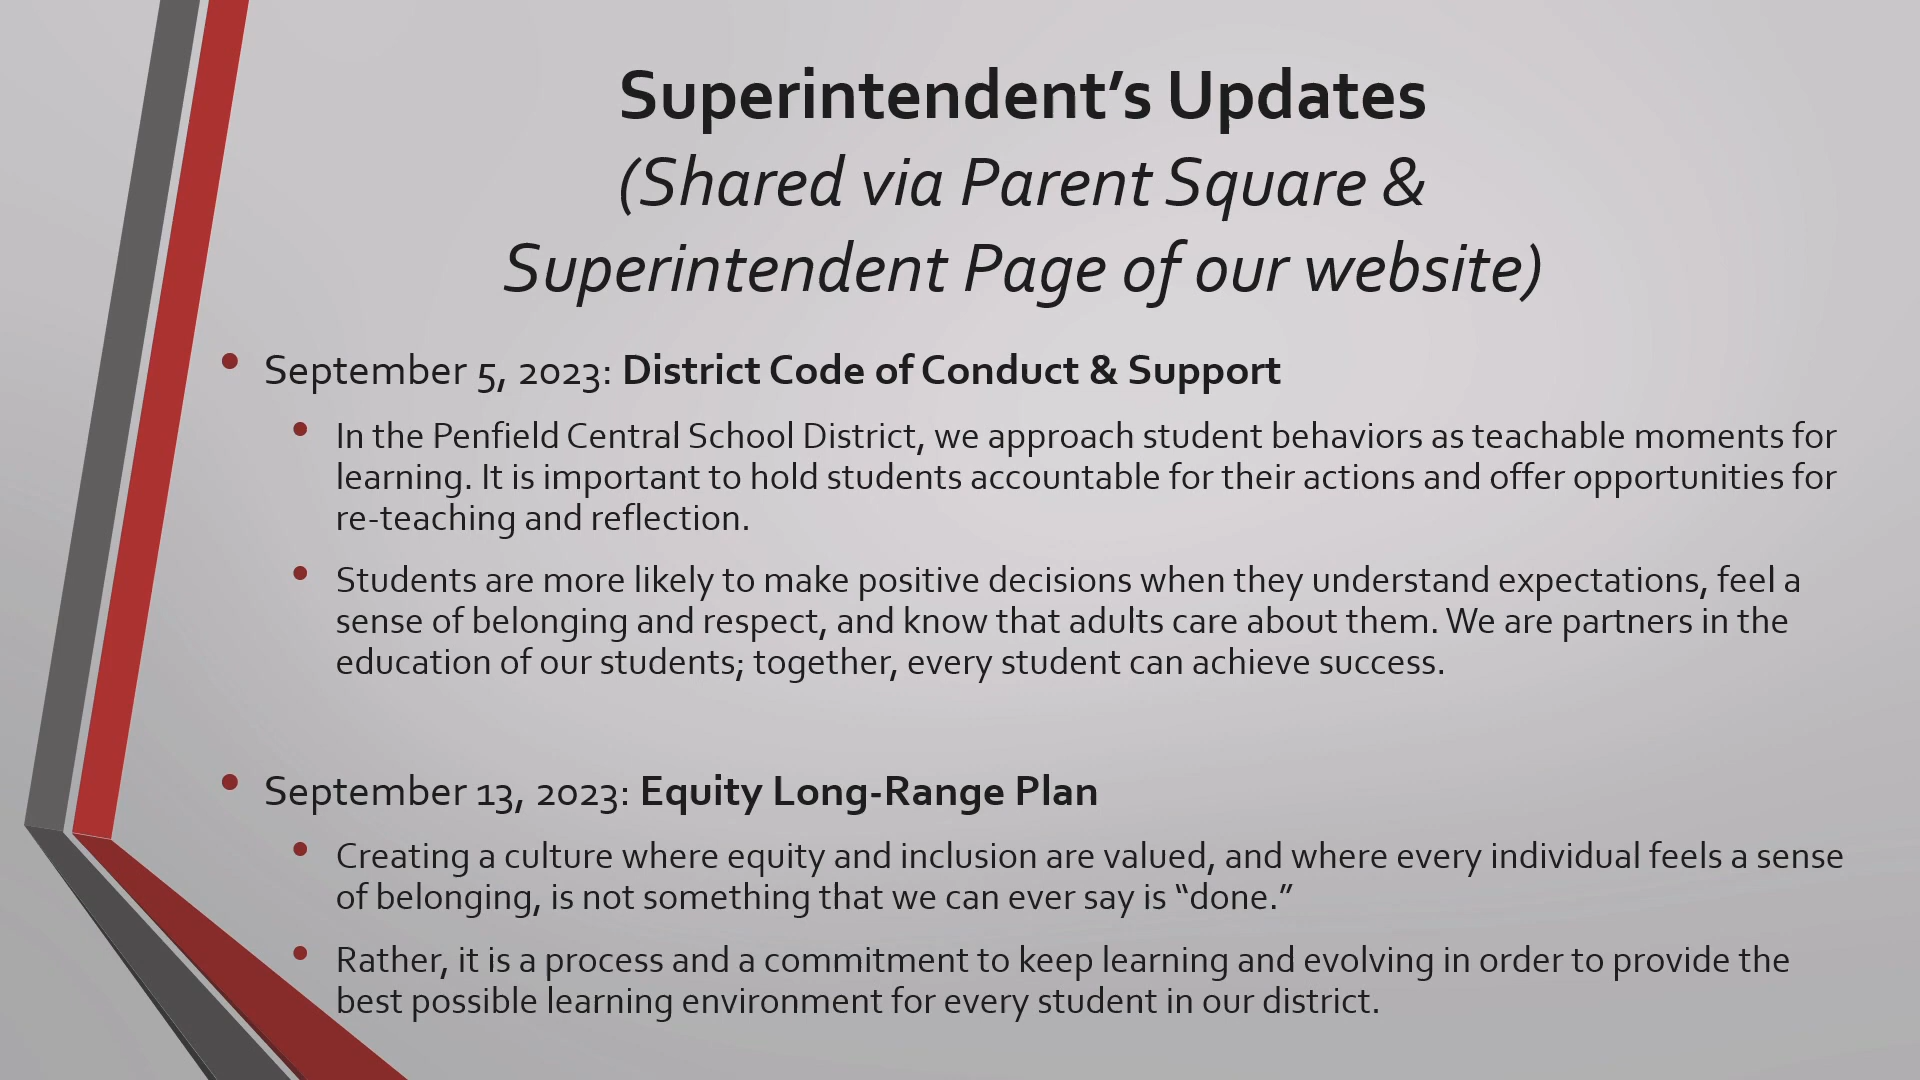 Superintendent’s Updates
(Shared via Parent Square &
Superintendent Page of our website)
• September 5, 2023: District Code of Conduct & Support
• In the Penfield Central School District, we approach student behaviors as teachable moments for
learning. It is important to hold students accountable for their actions and offer opportunities for
re-teaching and reflection.
• Students are more likely to make positive decisions when they understand expectations, feel a
sense of belonging and respect, and know that adults care about them. We are partners in the
education of our students; together, every student can achieve success.
• September 13, 2023: Equity Long-Range Plan
• Creating a culture where equity and inclusion are valued, and where every individual feels a sense
of belonging, is not something that we can ever say is “done.”
• Rather, it is a process and a commitment to keep learning and evolving in order to provide the
best possible learning environment for every student in our district.